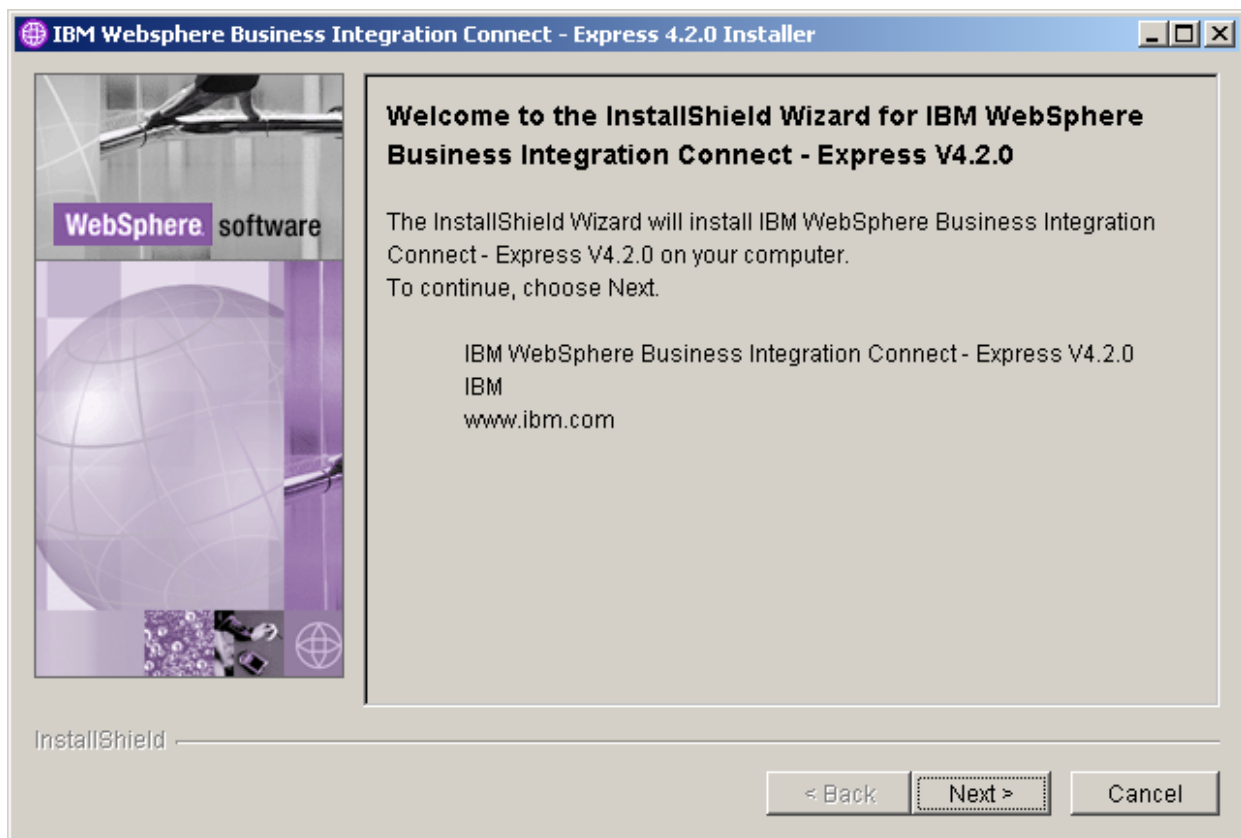 IBM Websphere Business Integration Connect - Express 4.2.0 Installer
WebSphere software
Welcome to the InstallShield Wizard for IBM WebSphere
Business Integration Connect - Express V4.2.0
The InstallShield Wizard will install IBM WebSphere Business Integration
Connect - Express V4.2.0 on your computer.
To continue, choose Next.
IBM WebSphere Business Integration Connect - Express V4.2.0
IBM
www.ibm.com
InstallShield
< Back
Next >
Cancel